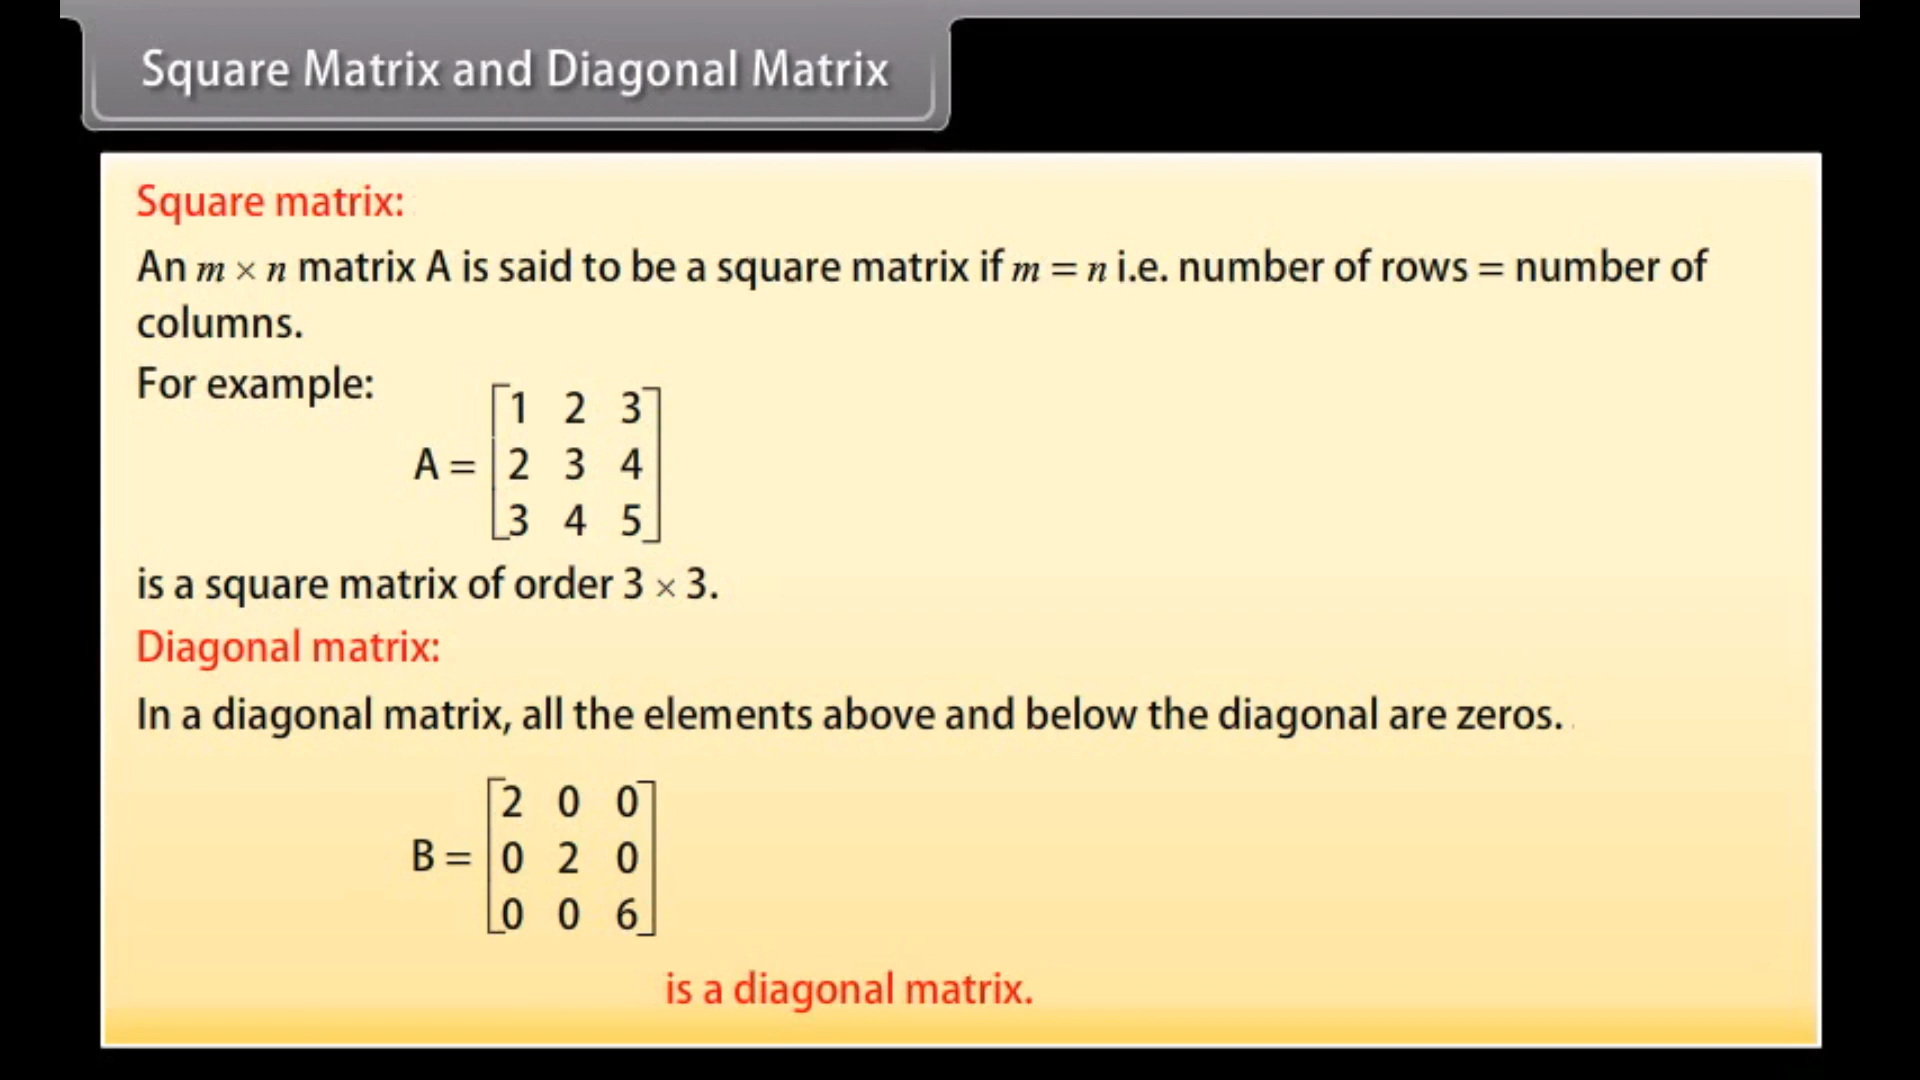 Square Matrix and Diagonal Matrix
Square matrix:
An m × n matrix A is said to be a square matrix if m = n i.e. number of rows = number of
columns.
For example:
1 2 3
A = 2 3 4
3 4 5
is a square matrix of order 3 × 3.
Diagonal matrix:
In a diagonal matrix, all the elements above and below the diagonal are zeros.
2 0 0
B = 0 2 0
0 0 6
is a diagonal matrix.